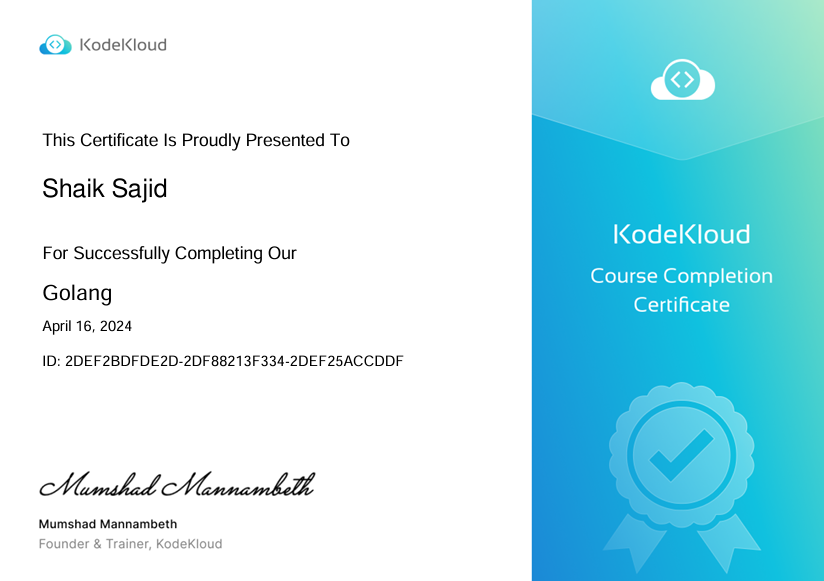 KodeKloud
This Certificate Is Proudly Presented To
Shaik Sajid
For Successfully Completing Our
Golang
April 16, 2024
ID: 2DEF2BDFDE2D-2DF88213F334-2DEF25ACCDDF
Mumshad Mannambeth
Mumshad Mannambeth
Founder & Trainer, KodeKloud
KodeKloud
Course Completion
Certificate